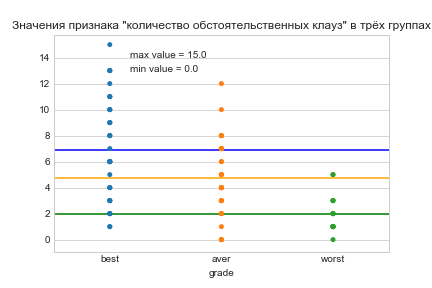 Значения признака "количество обстоятельственных клауз" в трёх группах
max value = 15.0
min value = 0.0
14
12
10
8
6
4
2
0
best aver worst
grade